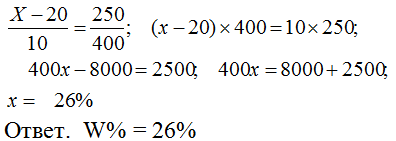 X − 20 / 10 = 250 / 400; (x − 20) × 400 = 10 × 250;
400x − 8000 = 2500; 400x = 8000 + 2500;
x = 26%
Ответ. W% = 26%